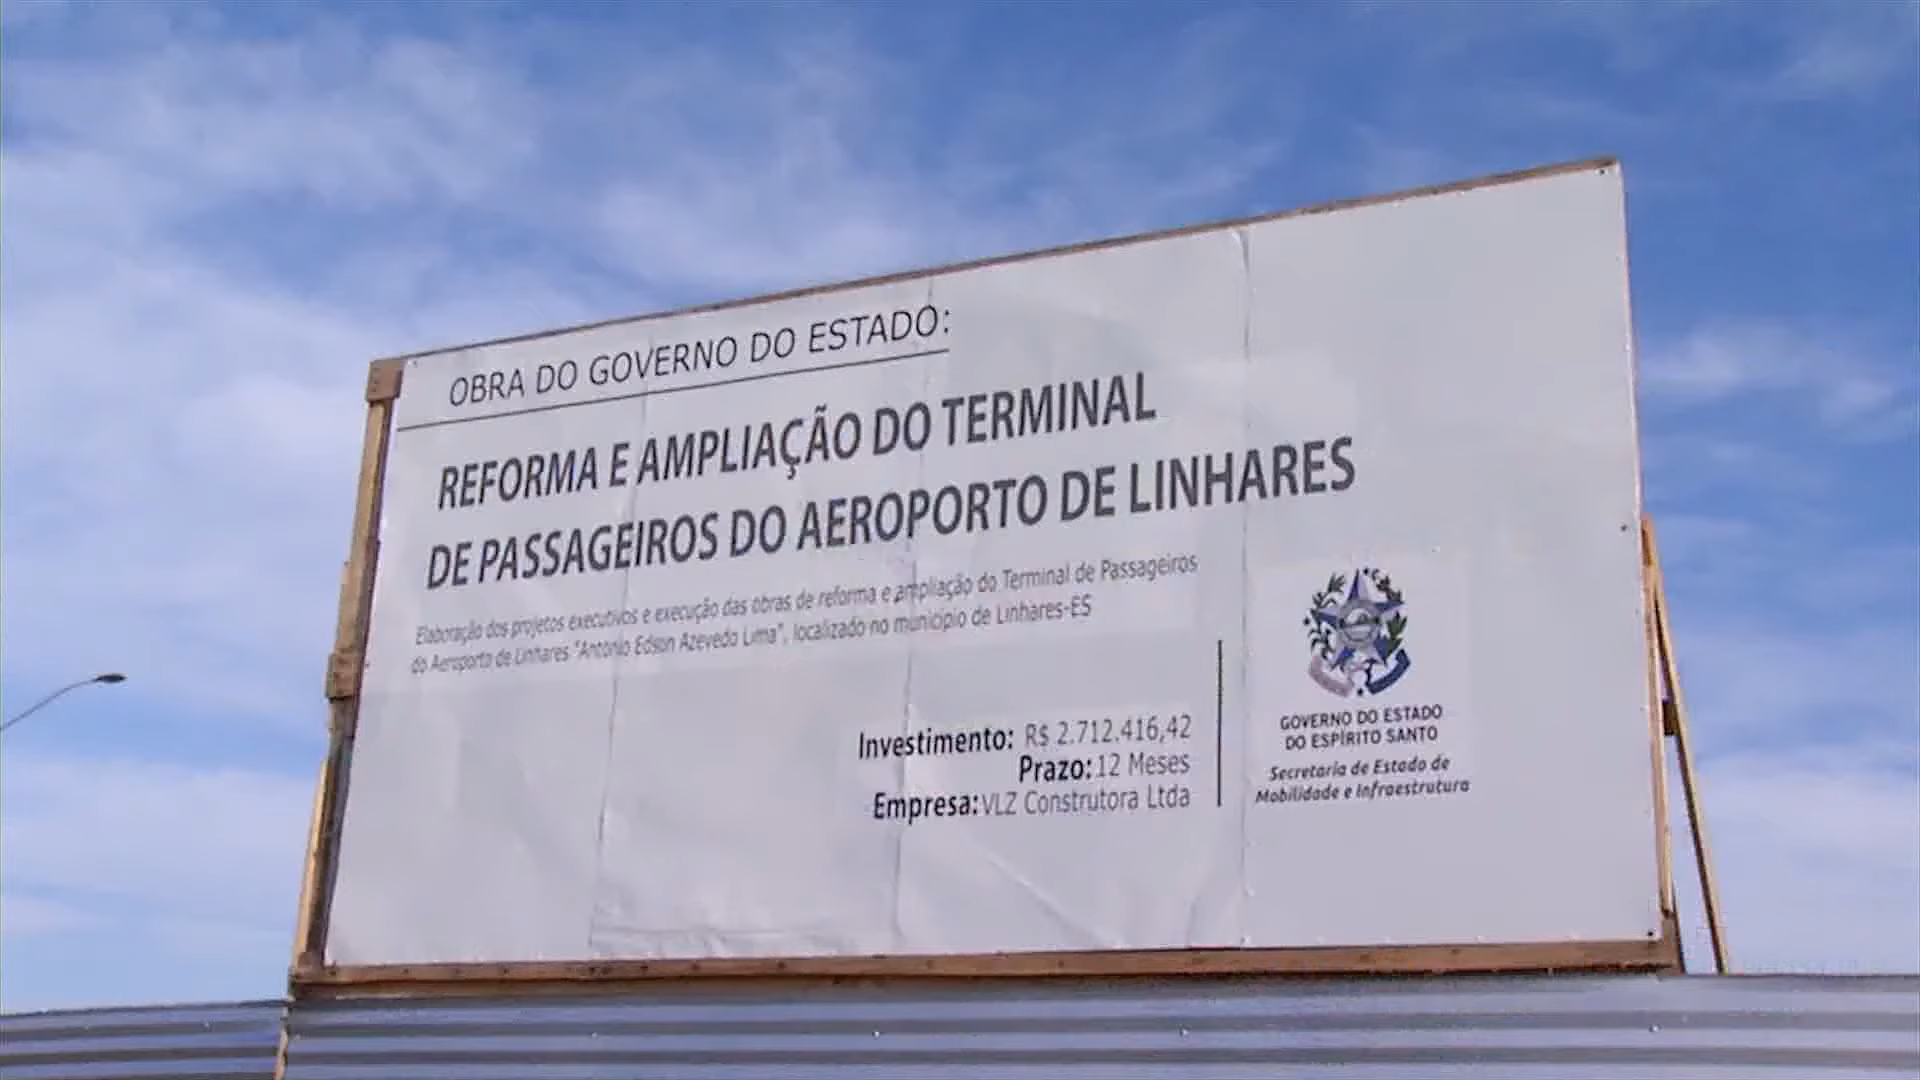 OBRA DO GOVERNO DO ESTADO:
REFORMA E AMPLIAÇÃO DO TERMINAL
DE PASSAGEIROS DO AEROPORTO DE LINHARES
Elaboração dos projetos executivos e execução das obras de reforma e ampliação do Terminal de Passageiros
do Aeroporto de Linhares "Antonio Edson Azevedo Lima", localizado no município de Linhares-ES
Investimento: R$ 2.712.416,42
Prazo: 12 Meses
Empresa: VLZ Construtora Ltda
GOVERNO DO ESTADO
DO ESPÍRITO SANTO
Secretaria de Estado de
Mobilidade e Infraestrutura